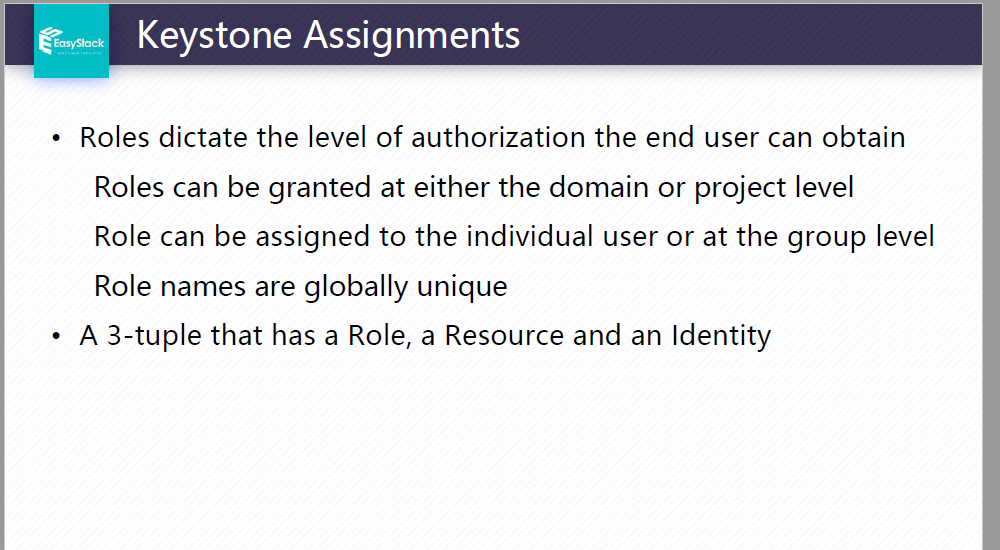 EasyStack
Keystone Assignments
• Roles dictate the level of authorization the end user can obtain
Roles can be granted at either the domain or project level
Role can be assigned to the individual user or at the group level
Role names are globally unique
• A 3-tuple that has a Role, a Resource and an Identity